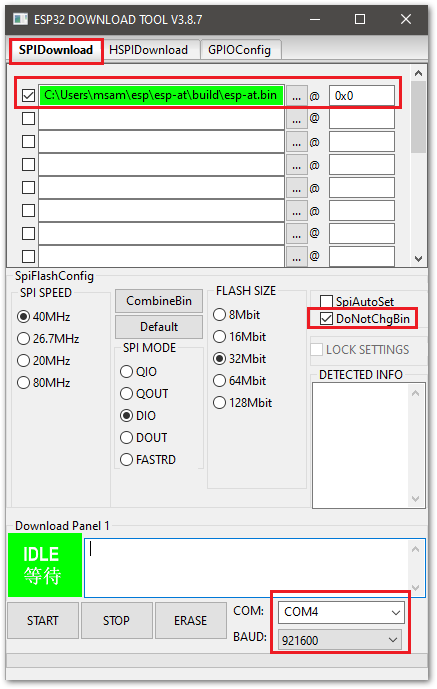 ESP32 DOWNLOAD TOOL V3.8.7
SPIDownload HSPIDownload GPIOConfig
C:\Users\msam\esp\esp-at\build\esp-at.bin ... @ 0x0
... @
... @
... @
... @
... @
... @
... @
SpiFlashConfig
SPI SPEED
40MHz
26.7MHz
20MHz
80MHz
CombineBin
Default
SPI MODE
QIO
QOUT
DIO
DOUT
FASTRD
FLASH SIZE
8Mbit
16Mbit
32Mbit
64Mbit
128Mbit
SpiAutoSet
DoNotChgBin
LOCK SETTINGS
DETECTED INFO
Download Panel 1
IDLE
等待
START STOP ERASE
COM: COM4
BAUD: 921600